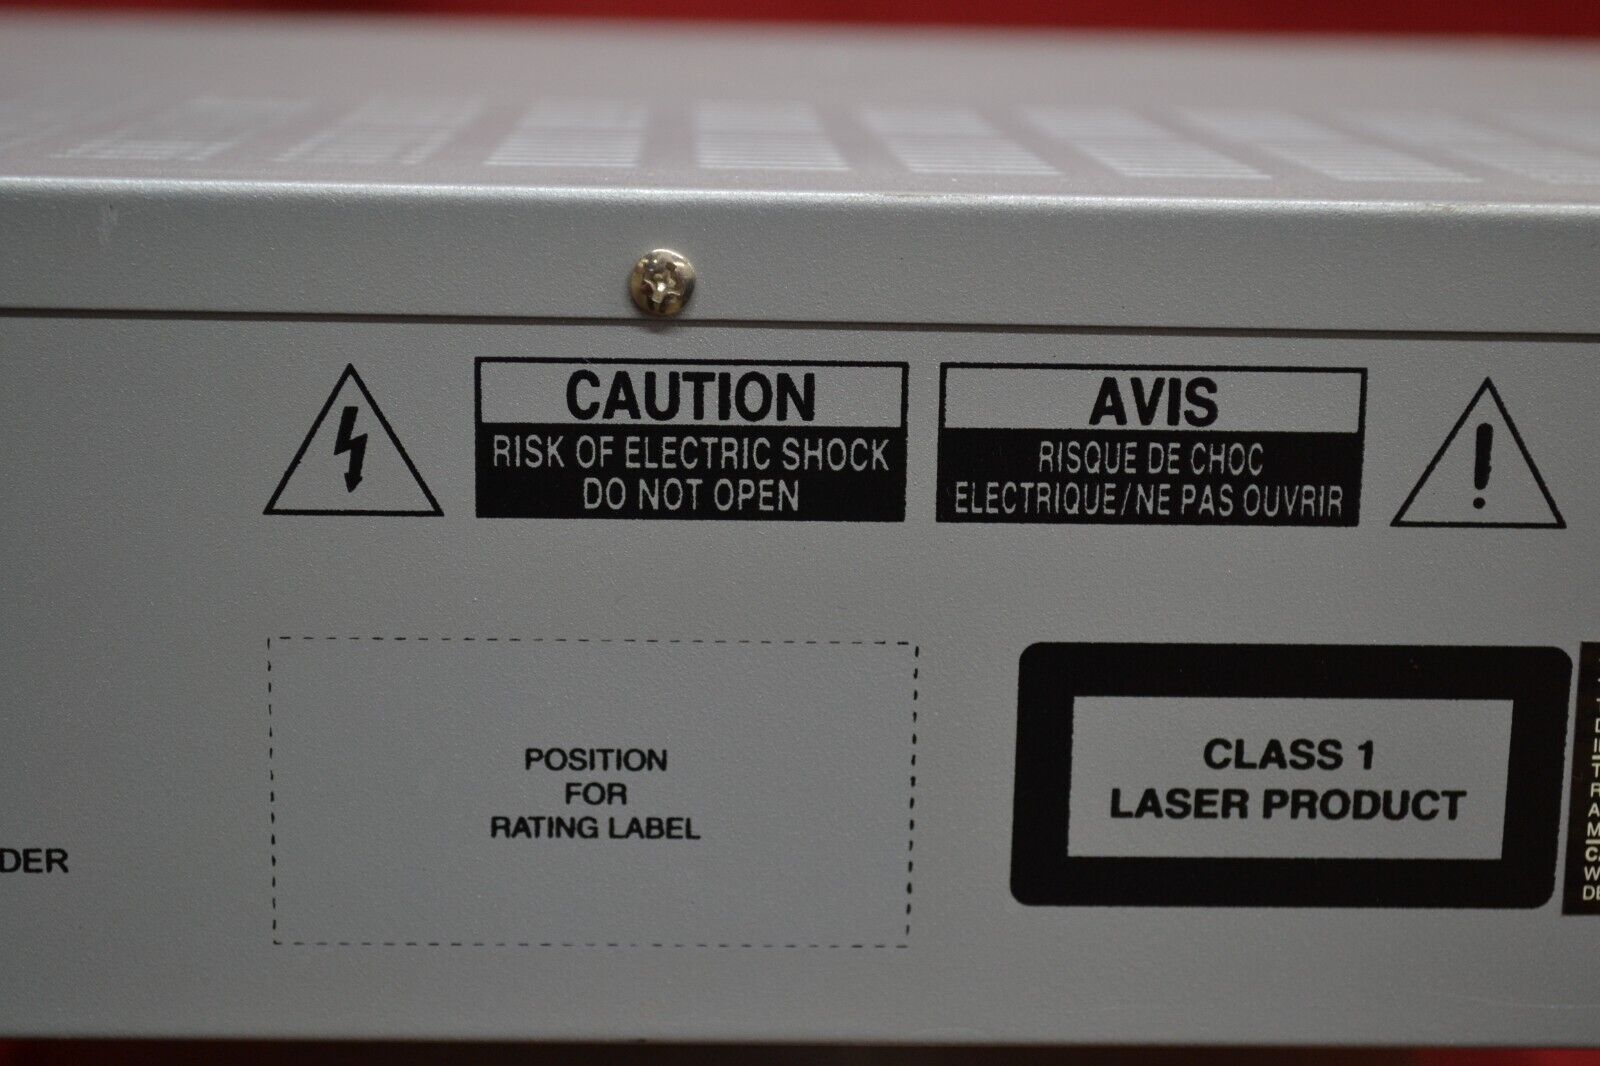 CAUTION
RISK OF ELECTRIC SHOCK
DO NOT OPEN
AVIS
RISQUE DE CHOC
ELECTRIQUE/NE PAS OUVRIR
POSITION
FOR
RATING LABEL
CLASS 1
LASER PRODUCT
DER